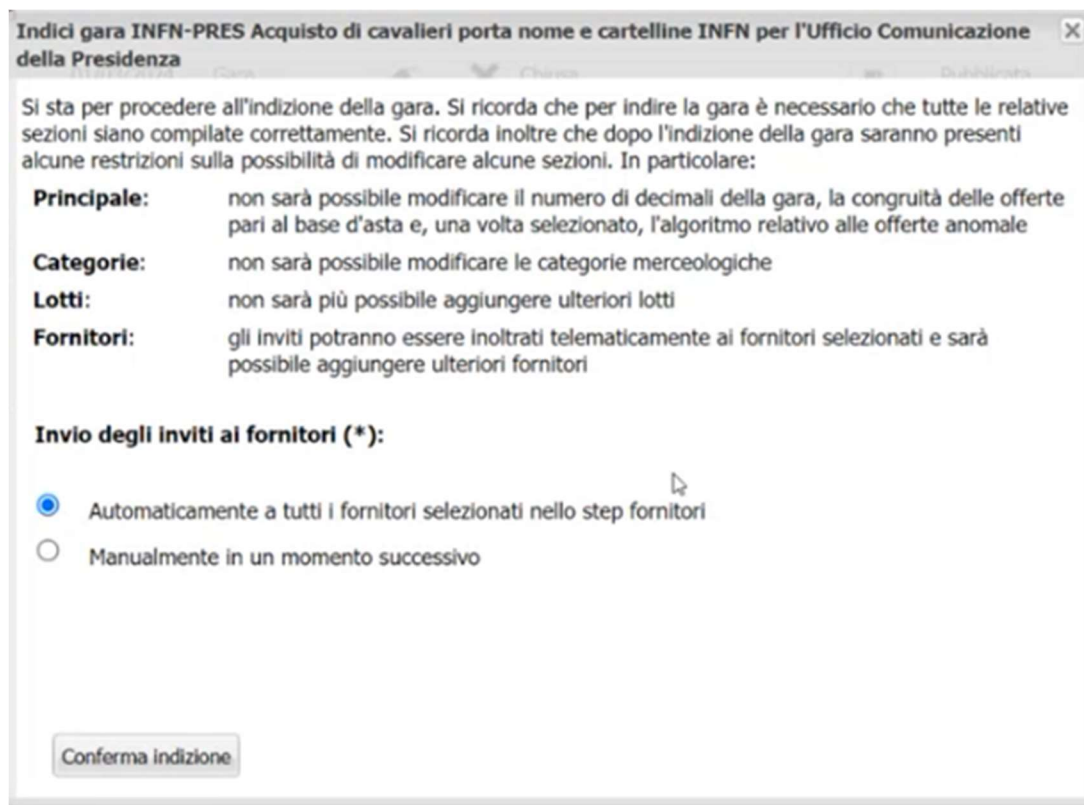 Indici gara INFN-PRES Acquisto di cavalieri porta nome e cartelline INFN per l'Ufficio Comunicazione
della Presidenza
Gara Chiusa Pubblicata
Si sta per procedere all'indizione della gara. Si ricorda che per indire la gara è necessario che tutte le relative
sezioni siano compilate correttamente. Si ricorda inoltre che dopo l'indizione della gara saranno presenti
alcune restrizioni sulla possibilità di modificare alcune sezioni. In particolare:
Principale: non sarà possibile modificare il numero di decimali della gara, la congruità delle offerte
pari al base d'asta e, una volta selezionato, l'algoritmo relativo alle offerte anomale
Categorie: non sarà possibile modificare le categorie merceologiche
Lotti: non sarà più possibile aggiungere ulteriori lotti
Fornitori: gli inviti potranno essere inoltrati telematicamente ai fornitori selezionati e sarà
possibile aggiungere ulteriori fornitori
Invio degli inviti ai fornitori (*):
Automaticamente a tutti i fornitori selezionati nello step fornitori
Manualmente in un momento successivo
Conferma indizione